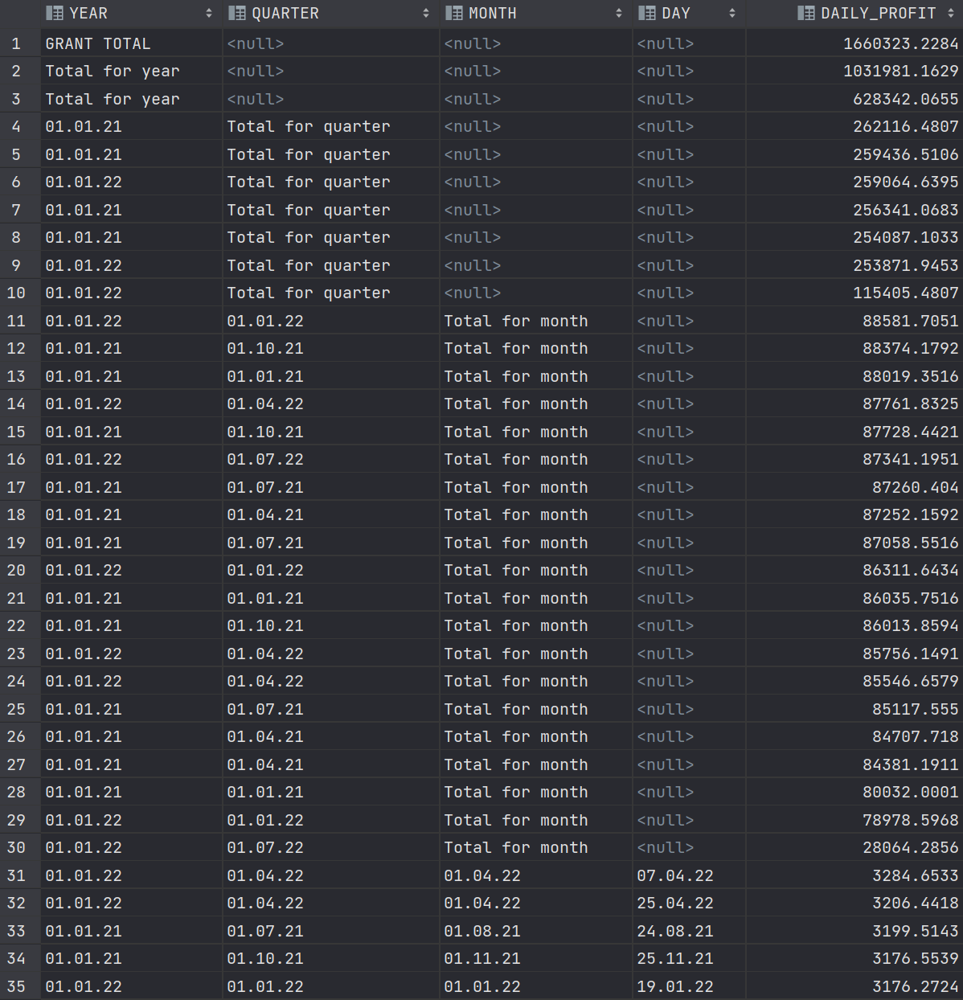 YEAR QUARTER MONTH DAY DAILY_PROFIT
1 GRANT TOTAL <null> <null> <null> 1660323.2284
2 Total for year <null> <null> <null> 1031981.1629
3 Total for year <null> <null> <null> 628342.0655
4 01.01.21 Total for quarter <null> <null> 262116.4807
5 01.01.21 Total for quarter <null> <null> 259436.5106
6 01.01.22 Total for quarter <null> <null> 259064.6395
7 01.01.21 Total for quarter <null> <null> 256341.0683
8 01.01.21 Total for quarter <null> <null> 254087.1033
9 01.01.22 Total for quarter <null> <null> 253871.9453
10 01.01.22 Total for quarter <null> <null> 115405.4807
11 01.01.22 01.01.22 Total for month <null> 88581.7051
12 01.01.21 01.10.21 Total for month <null> 88374.1792
13 01.01.21 01.01.21 Total for month <null> 88019.3516
14 01.01.22 01.04.22 Total for month <null> 87761.8325
15 01.01.21 01.10.21 Total for month <null> 87728.4421
16 01.01.22 01.07.22 Total for month <null> 87341.1951
17 01.01.21 01.07.21 Total for month <null> 87260.404
18 01.01.21 01.04.21 Total for month <null> 87252.1592
19 01.01.21 01.07.21 Total for month <null> 87058.5516
20 01.01.22 01.01.22 Total for month <null> 86311.6434
21 01.01.21 01.01.21 Total for month <null> 86035.7516
22 01.01.21 01.10.21 Total for month <null> 86013.8594
23 01.01.22 01.04.22 Total for month <null> 85756.1491
24 01.01.22 01.04.22 Total for month <null> 85546.6579
25 01.01.21 01.07.21 Total for month <null> 85117.555
26 01.01.21 01.04.21 Total for month <null> 84707.718
27 01.01.21 01.04.21 Total for month <null> 84381.1911
28 01.01.21 01.01.21 Total for month <null> 80032.0001
29 01.01.22 01.01.22 Total for month <null> 78978.5968
30 01.01.22 01.07.22 Total for month <null> 28064.2856
31 01.01.22 01.04.22 01.04.22 07.04.22 3284.6533
32 01.01.22 01.04.22 01.04.22 25.04.22 3206.4418
33 01.01.21 01.07.21 01.08.21 24.08.21 3199.5143
34 01.01.21 01.10.21 01.11.21 25.11.21 3176.5539
35 01.01.22 01.01.22 01.01.22 19.01.22 3176.2724